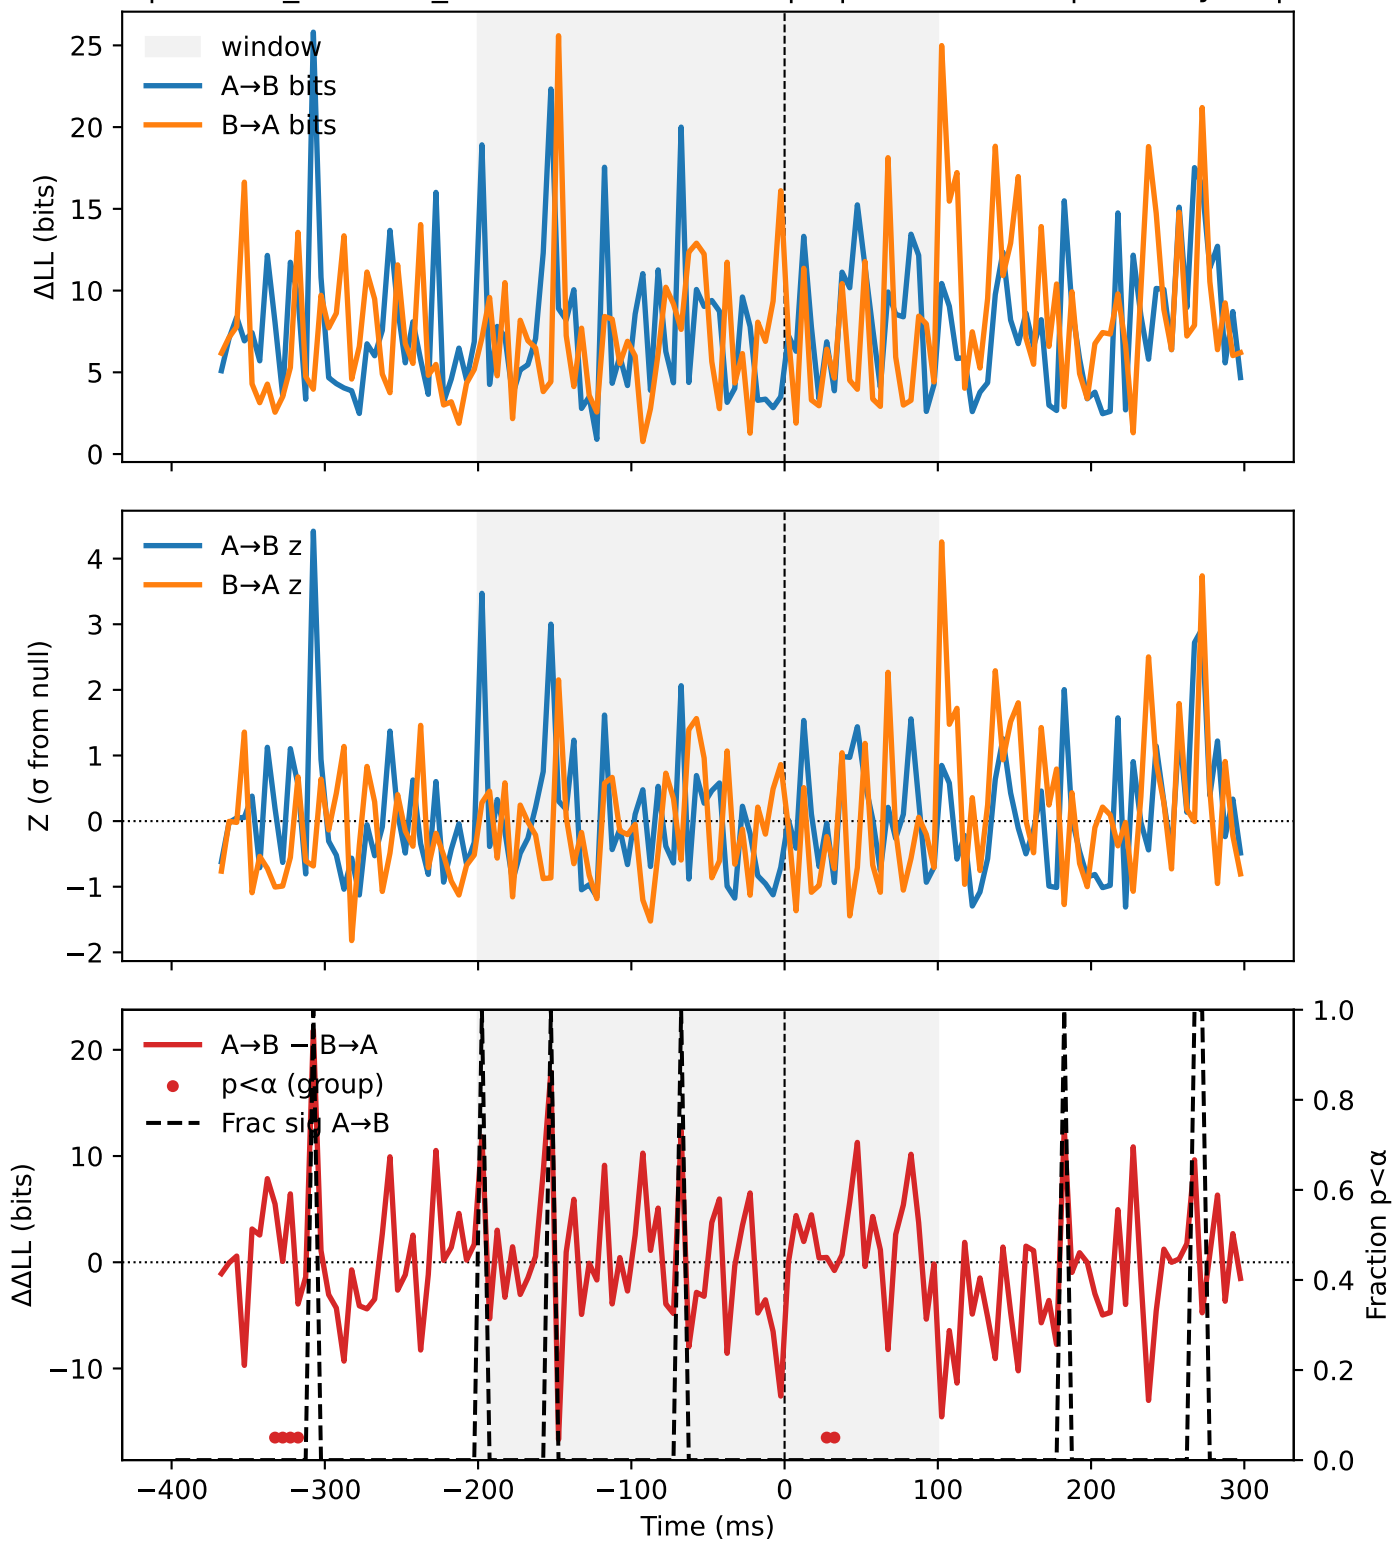 window
A→B bits
B→A bits
ΔLL (bits)
25
20
15
10
5
0
A→B z
B→A z
Z (σ from null)
4
3
2
1
0
−1
−2
A→B − B→A
p<α (group)
Frac sig A→B
ΔΔLL (bits)
20
10
0
−10
1.0
0.8
0.6
0.4
0.2
0.0
Fraction p<α
−400 −300 −200 −100 0 100 200 300
Time (ms)